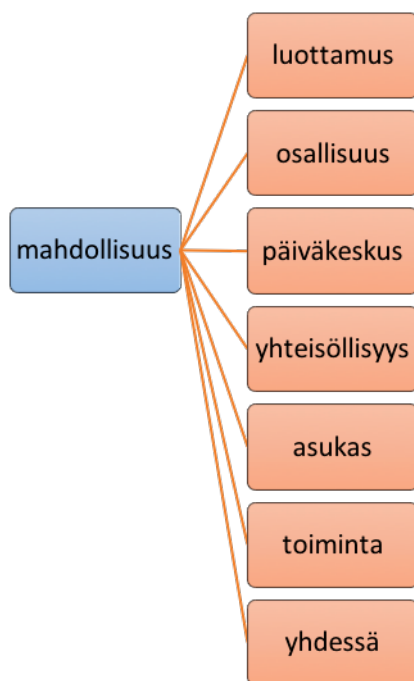 luottamus
osallisuus
mahdollisuus
päiväkeskus
yhteisöllisyys
asukas
toiminta
yhdessä